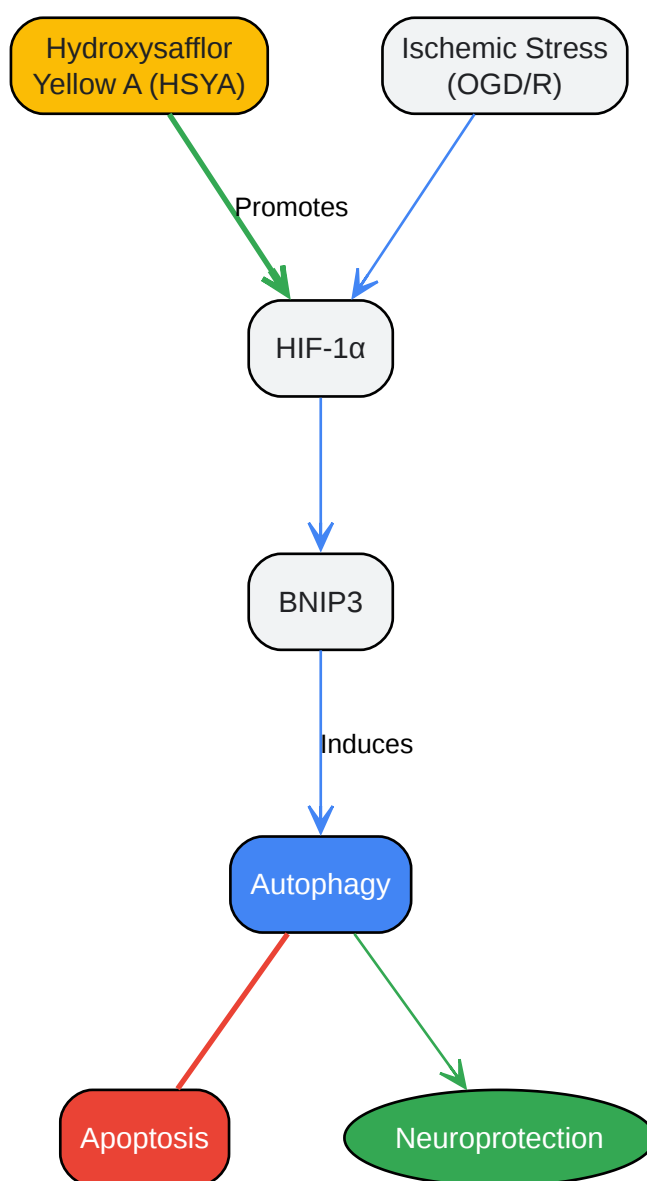 Hydroxysafflor
Yellow A (HSYA)
Ischemic Stress
(OGD/R)
Promotes
HIF-1α
BNIP3
Induces
Autophagy
Apoptosis
Neuroprotection